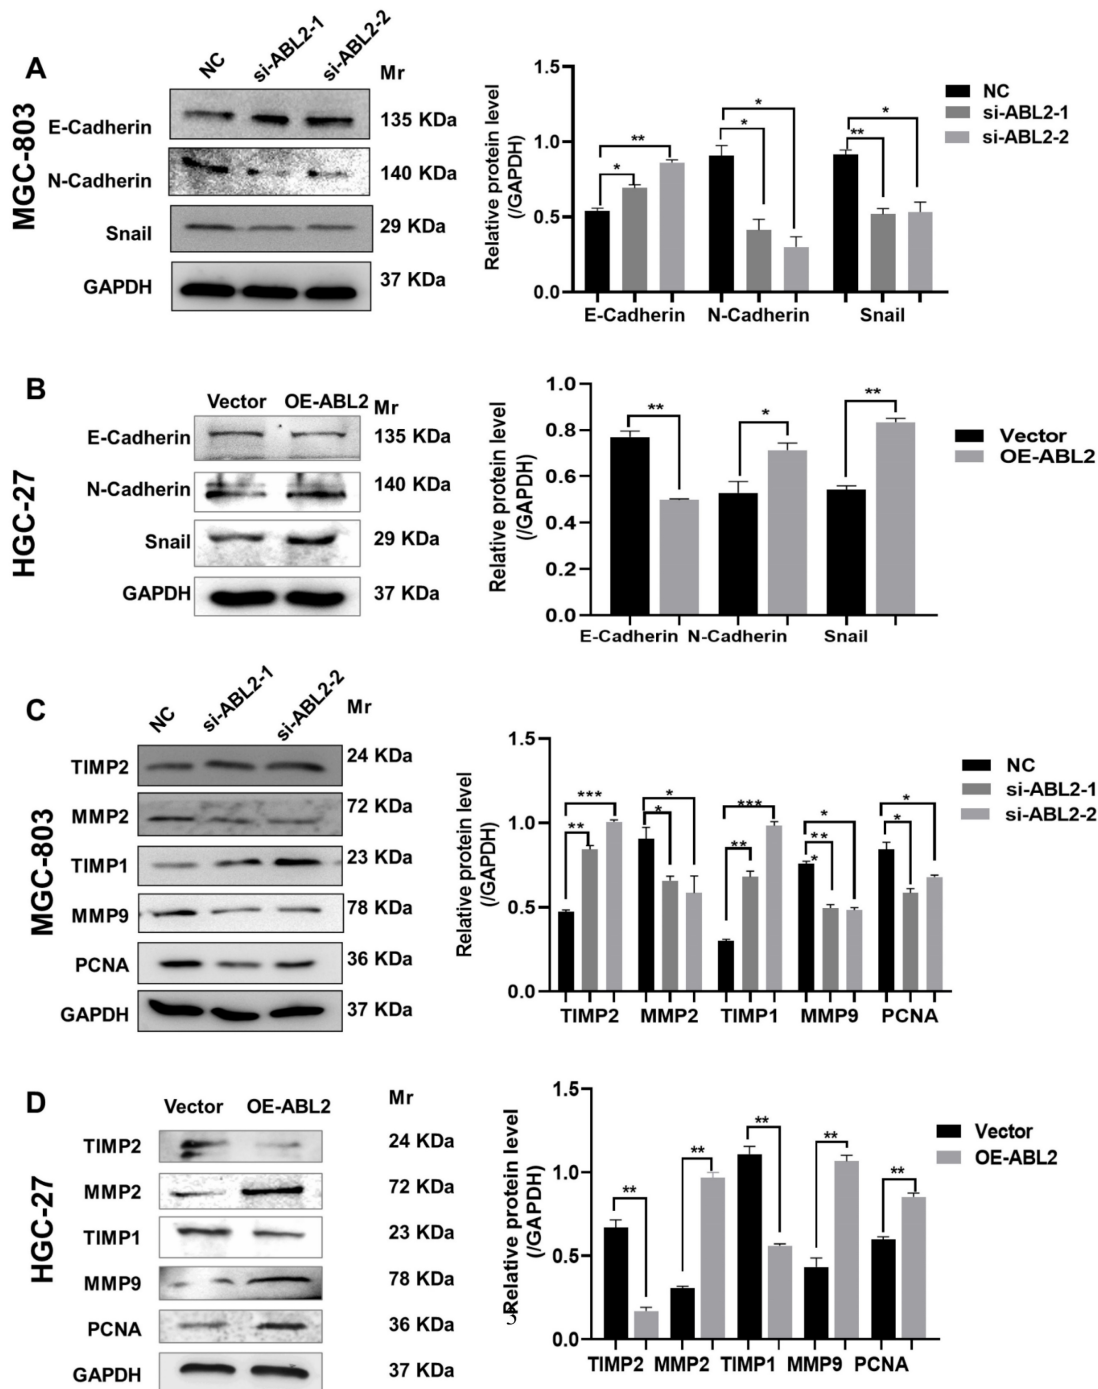 A
MGC-803
NC
si-ABL2-1
si-ABL2-2
Mr
E-Cadherin
135 KDa
N-Cadherin
140 KDa
Snail
29 KDa
GAPDH
37 KDa
Relative protein level
(/GAPDH)
1.5
1.0
0.5
0.0
* ** * * ** *
E-Cadherin N-Cadherin Snail
NC
si-ABL2-1
si-ABL2-2
B
HGC-27
Vector OE-ABL2 Mr
E-Cadherin
135 KDa
N-Cadherin
140 KDa
Snail
29 KDa
GAPDH
37 KDa
Relative protein level
(/GAPDH)
1.0
0.8
0.6
0.4
0.2
0.0
** * **
E-Cadherin N-Cadherin Snail
Vector
OE-ABL2
C
MGC-803
NC
si-ABL2-1
si-ABL2-2
Mr
TIMP2
24 KDa
MMP2
72 KDa
TIMP1
23 KDa
MMP9
78 KDa
PCNA
36 KDa
GAPDH
37 KDa
Relative protein level
(/GAPDH)
1.5
1.0
0.5
0.0
** *** * * ** *** ** * * * *
TIMP2 MMP2 TIMP1 MMP9 PCNA
NC
si-ABL2-1
si-ABL2-2
D
HGC-27
Vector OE-ABL2 Mr
TIMP2
24 KDa
MMP2
72 KDa
TIMP1
23 KDa
MMP9
78 KDa
PCNA
36 KDa
GAPDH
37 KDa
Relative protein level
(/GAPDH)
1.5
1.0
0.5
0.0
** ** ** ** **
TIMP2 MMP2 TIMP1 MMP9 PCNA
Vector
OE-ABL2